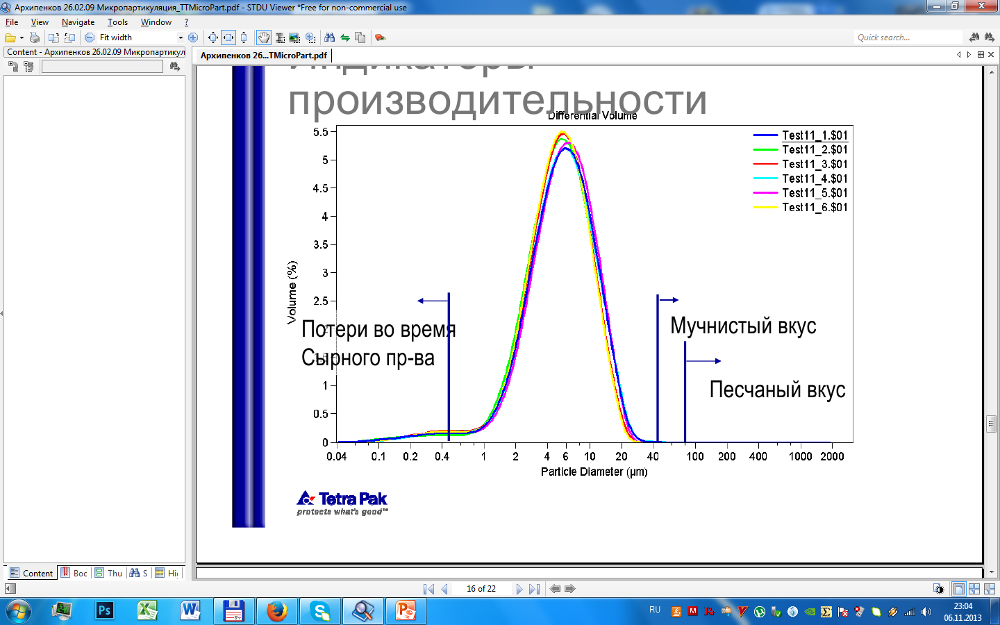 Архипенков 26.02.09 Микропартикуляция_TTMicroPart.pdf - STDU Viewer *Free for non-commercial use
File View Navigate Tools Window ?
Fit width
Quick search...
Content - Архипенков 26.02.09 Микропартикул
Архипенков 26...TMicroPart.pdf
Индикаторы
производительности
Differential Volume
Volume (%)
5.5
5
4.5
4
3.5
3
2.5
1
0.5
0
Test11_1.$01
Test11_2.$01
Test11_3.$01
Test11_4.$01
Test11_5.$01
Test11_6.$01
Потери во время
Сырного пр-ва
Мучнистый вкус
Песчаный вкус
0.04 0.1 0.2 0.4 1 2 4 6 10 20 40 100 200 400 1000 2000
Particle Diameter (µm)
Tetra Pak
protects what's good™
Content Boc Thu S Hi
16 of 22
Ps
64
RU
23:04
06.11.2013